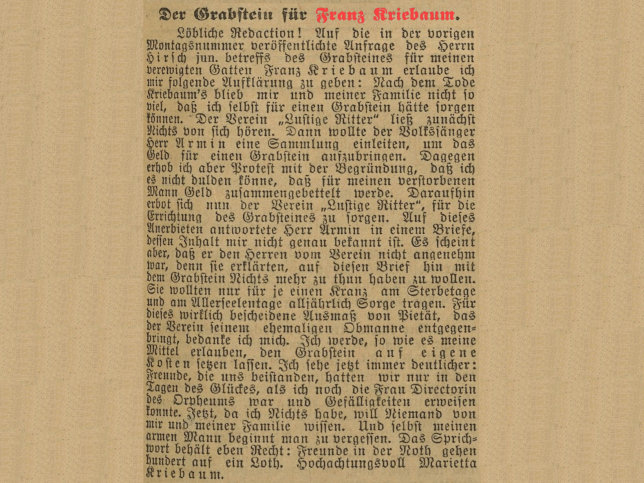 Der Grabstein für Franz Kriebaum.
Löbliche Redaction! Auf die in der vorigen
Montagsnummer veröffentlichte Anfrage des Herrn
Hirsch jun. betreffs des Grabsteines für meinen
verewigten Gatten Franz Kriebaum erlaube ich
mir folgende Aufklärung zu geben: Nach dem Tode
Kriebaum's blieb mir und meiner Familie nicht so
viel, daß ich selbst für einen Grabstein hätte sorgen
können. Der Verein „Lustige Ritter" ließ zunächst
Nichts von sich hören. Dann wollte der Volkssänger
Herr Armin eine Sammlung einleiten, um das
Geld für einen Grabstein aufzubringen. Dagegen
erhob ich aber Protest mit der Begründung, daß ich
es nicht dulden könne, daß für meinen verstorbenen
Mann Geld zusammengebettelt werde. Daraufhin
erbot sich nun der Verein „Lustige Ritter", für die
Errichtung des Grabsteines zu sorgen. Auf dieses
Anerbieten antwortete Herr Armin in einem Briefe,
dessen Inhalt mir nicht genau bekannt ist. Es scheint
aber, daß er den Herren vom Verein nicht angenehm
war, denn sie erklärten, auf diesen Brief hin mit
dem Grabstein Nichts mehr zu thun haben zu wollen.
Sie wollten nur für je einen Kranz am Sterbetage
und am Allerseelentage alljährlich Sorge tragen. Für
dieses wirklich bescheidene Ausmaß von Pietät, das
der Verein seinem ehemaligen Obmanne entgegen-
bringt, bedanke ich mich. Ich werde, so wie es meine
Mittel erlauben, den Grabstein auf eigene
Kosten setzen lassen. Ich sehe jetzt immer deutlicher:
Freunde, die uns beistanden, hatten wir nur in den
Tagen des Glückes, als ich noch die Frau Directorin
des Orpheums war und Gefälligkeiten erweisen
konnte. Jetzt, da ich Nichts habe, will Niemand von
mir und meiner Familie wissen. Und selbst meinen
armen Mann beginnt man zu vergessen. Das Sprich-
wort behält eben Recht: Freunde in der Noth gehen
hundert auf ein Loth. Hochachtungsvoll Marietta
Kriebaum.